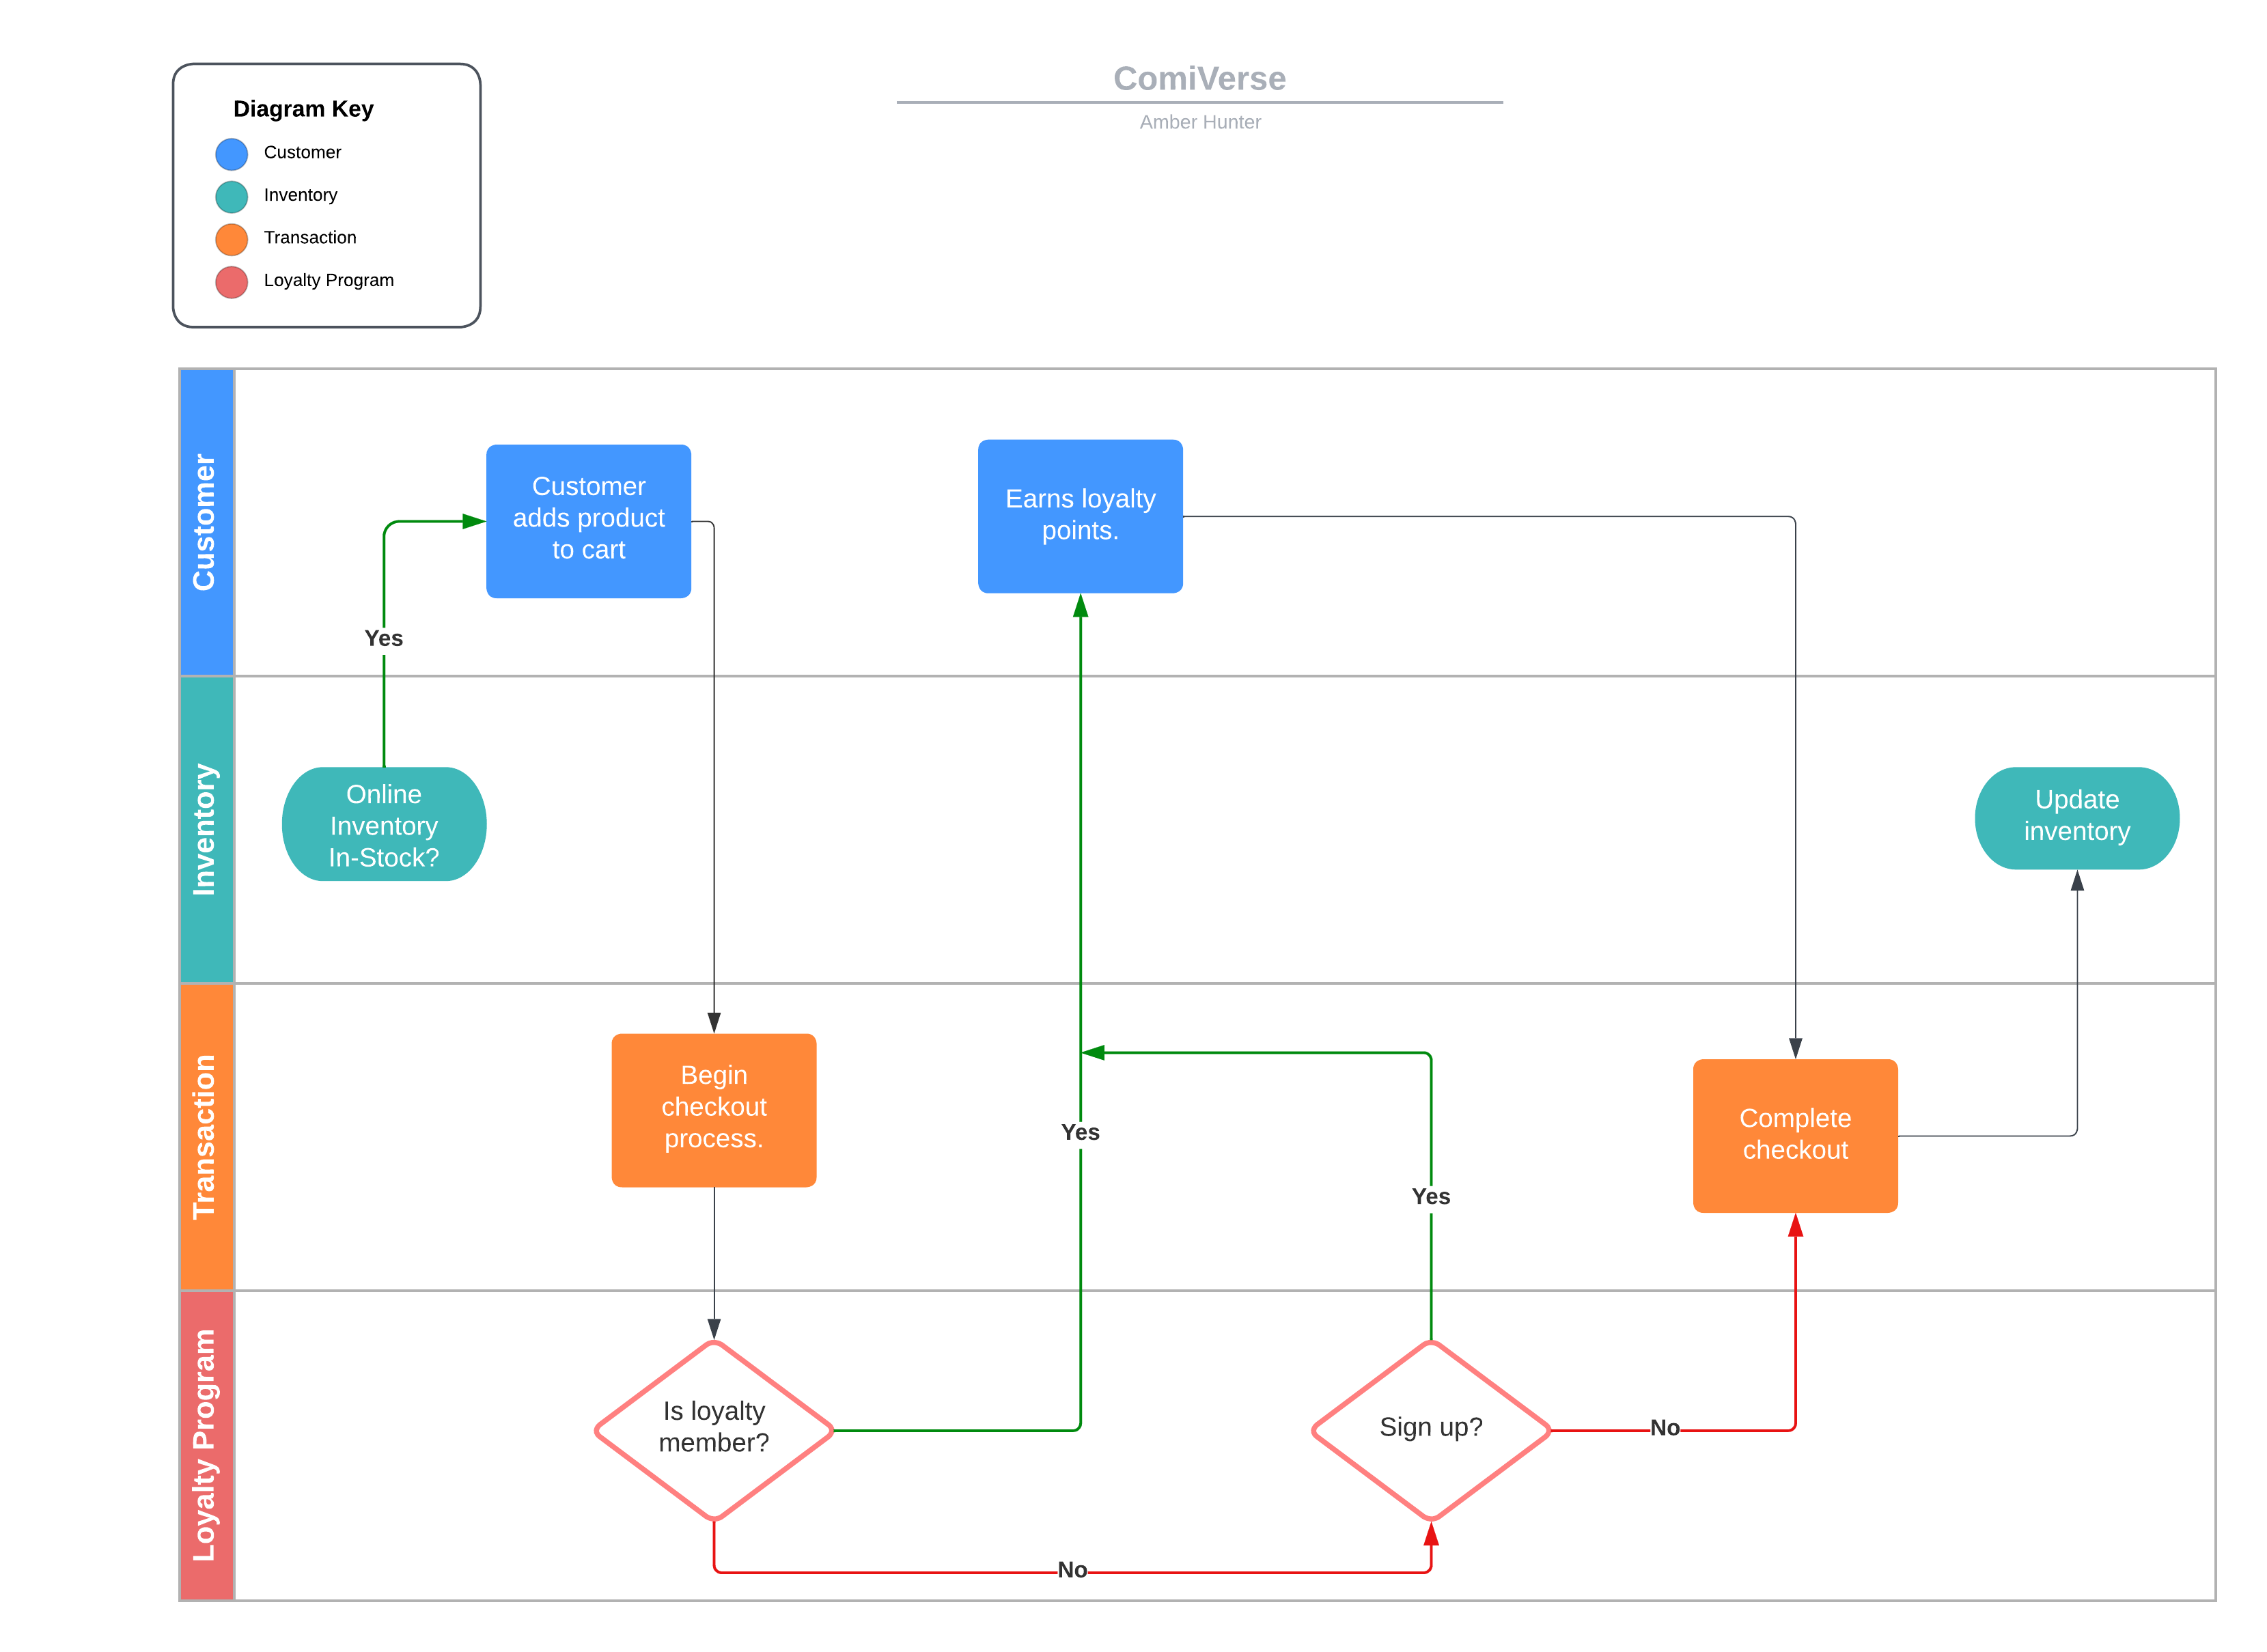 ComiVerse
Amber Hunter
Diagram Key
Customer
Inventory
Transaction
Loyalty Program
Customer
Customer
adds product
to cart
Earns loyalty
points.
Yes
Inventory
Online
Inventory
In-Stock?
Update
inventory
Transaction
Begin
checkout
process.
Yes
Yes
Complete
checkout
Loyalty Program
Is loyalty
member?
Sign up?
No
No